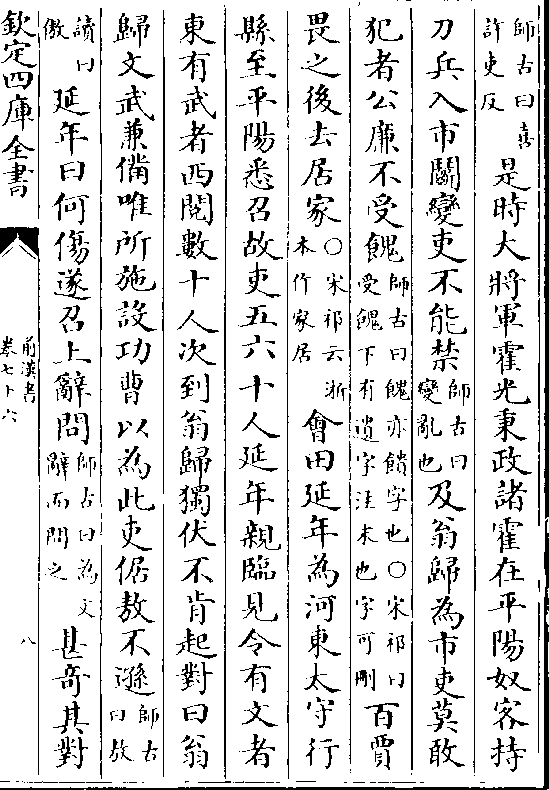 師古曰喜
許吏反
是時大將軍霍光秉政諸霍在平陽奴客持
刀兵入市鬬變吏不能禁
師古曰
變亂也
及翁歸為市吏莫敢
犯者公廉不受餽
師古曰餽亦饋字也○宋祁曰
受餽下有遺字注末也字可刪
百賈
畏之後去居家
○宋祁云浙
本作家居
會田延年為河東太守行
縣至平陽悉召故吏五六十人延年親臨見令有文者
東有武者西閱數十人次到翁歸獨伏不肯起對曰翁
歸文武兼備唯所施設功曹以為此吏倨敖不遜
師古
曰敖
讀曰
傲
延年曰何傷遂召上辭問
師古曰為文
辭而問之
甚奇其對
欽定四庫全書
前漢書
卷七十六
八